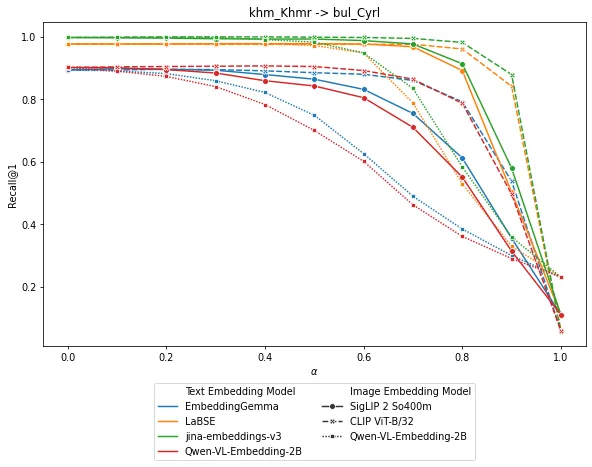 khm_Khmr -> bul_Cyrl
1.0
0.8
0.6
0.4
0.2
Recall@1
0.0 0.2 0.4 0.6 0.8 1.0
α
Text Embedding Model Image Embedding Model
EmbeddingGemma SigLIP 2 So400m
LaBSE CLIP ViT-B/32
jina-embeddings-v3 Qwen-VL-Embedding-2B
Qwen-VL-Embedding-2B